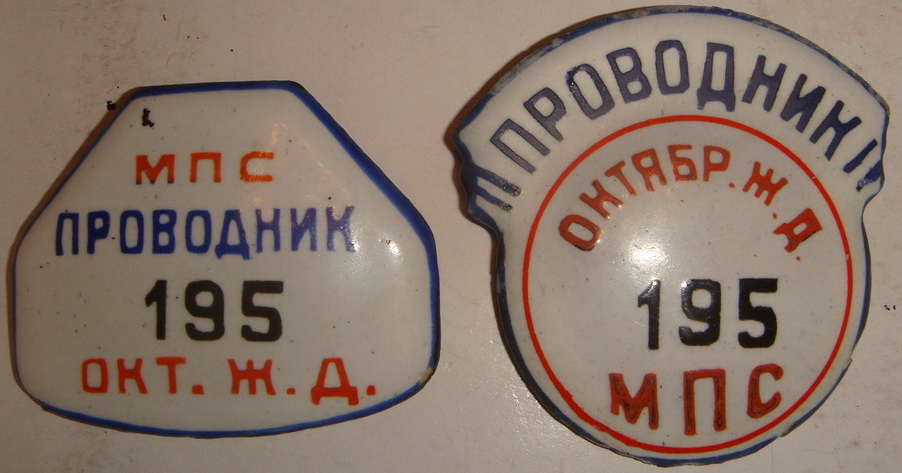 МПС
ПРОВОДНИК
195
ОКТ. Ж. Д.
ПРОВОДНИК
ОКТЯБР. Ж. Д.
195
МПС